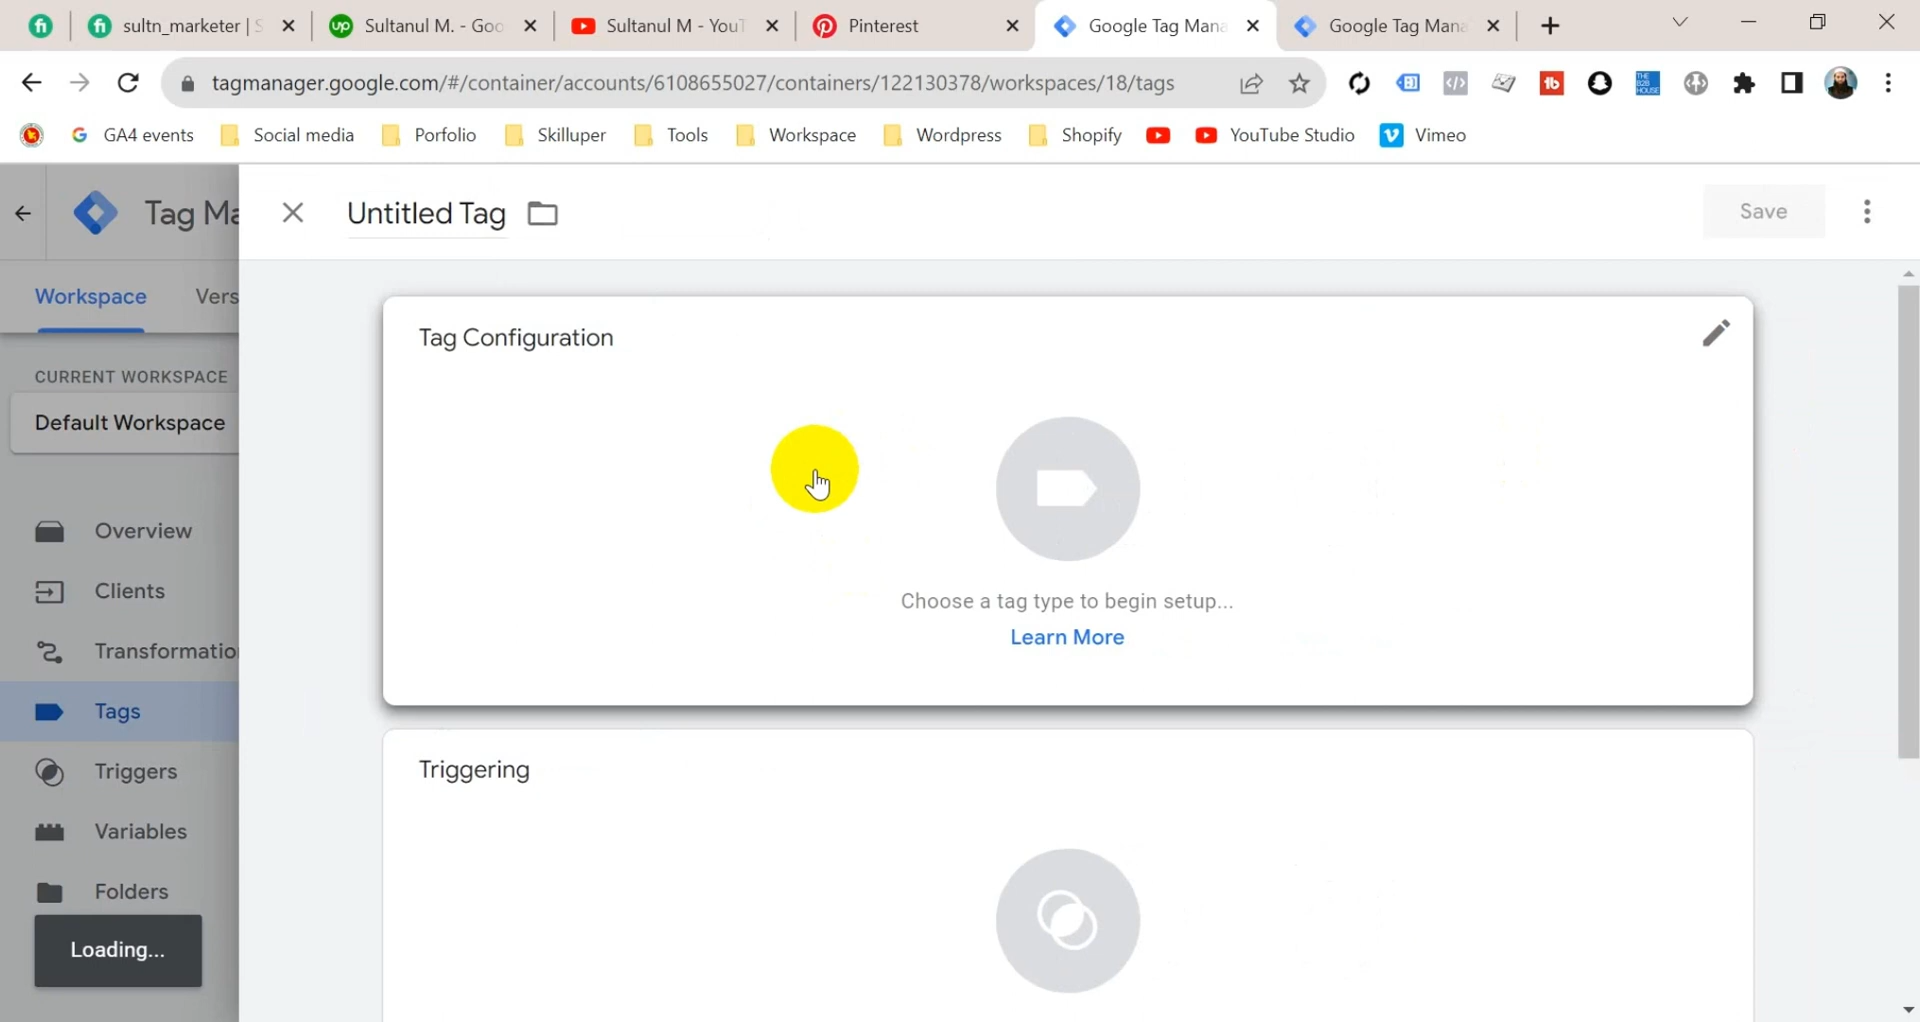 sultn_marketer | S
Sultanul M. - Goo
Sultanul M - YouT
Pinterest
Google Tag Mana
Google Tag Mana
tagmanager.google.com/#/container/accounts/6108655027/containers/122130378/workspaces/18/tags
GA4 events
Social media
Porfolio
Skilluper
Tools
Workspace
Wordpress
Shopify
YouTube Studio
Vimeo
Tag Ma
Untitled Tag
Save
Workspace
Vers
Tag Configuration
CURRENT WORKSPACE
Default Workspace
Overview
Clients
Choose a tag type to begin setup...
Learn More
Transformatio
Tags
Triggering
Triggers
Variables
Folders
Loading...